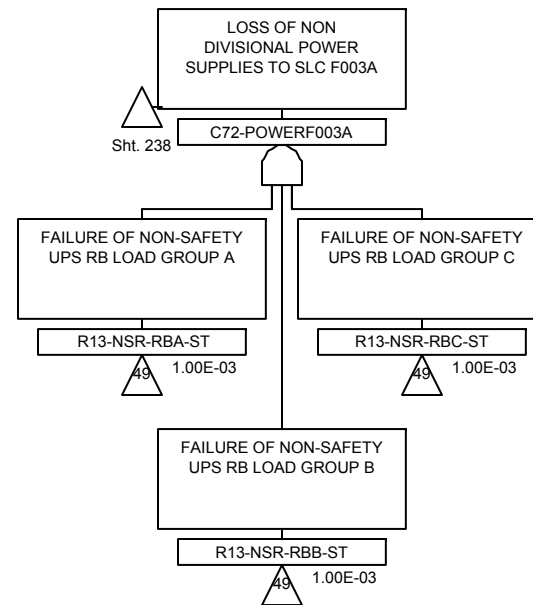 LOSS OF NON
DIVISIONAL POWER
SUPPLIES TO SLC F003A
Sht. 238
C72-POWERF003A
FAILURE OF NON-SAFETY
UPS RB LOAD GROUP A
R13-NSR-RBA-ST
49
1.00E-03
FAILURE OF NON-SAFETY
UPS RB LOAD GROUP C
R13-NSR-RBC-ST
49
1.00E-03
FAILURE OF NON-SAFETY
UPS RB LOAD GROUP B
R13-NSR-RBB-ST
49
1.00E-03